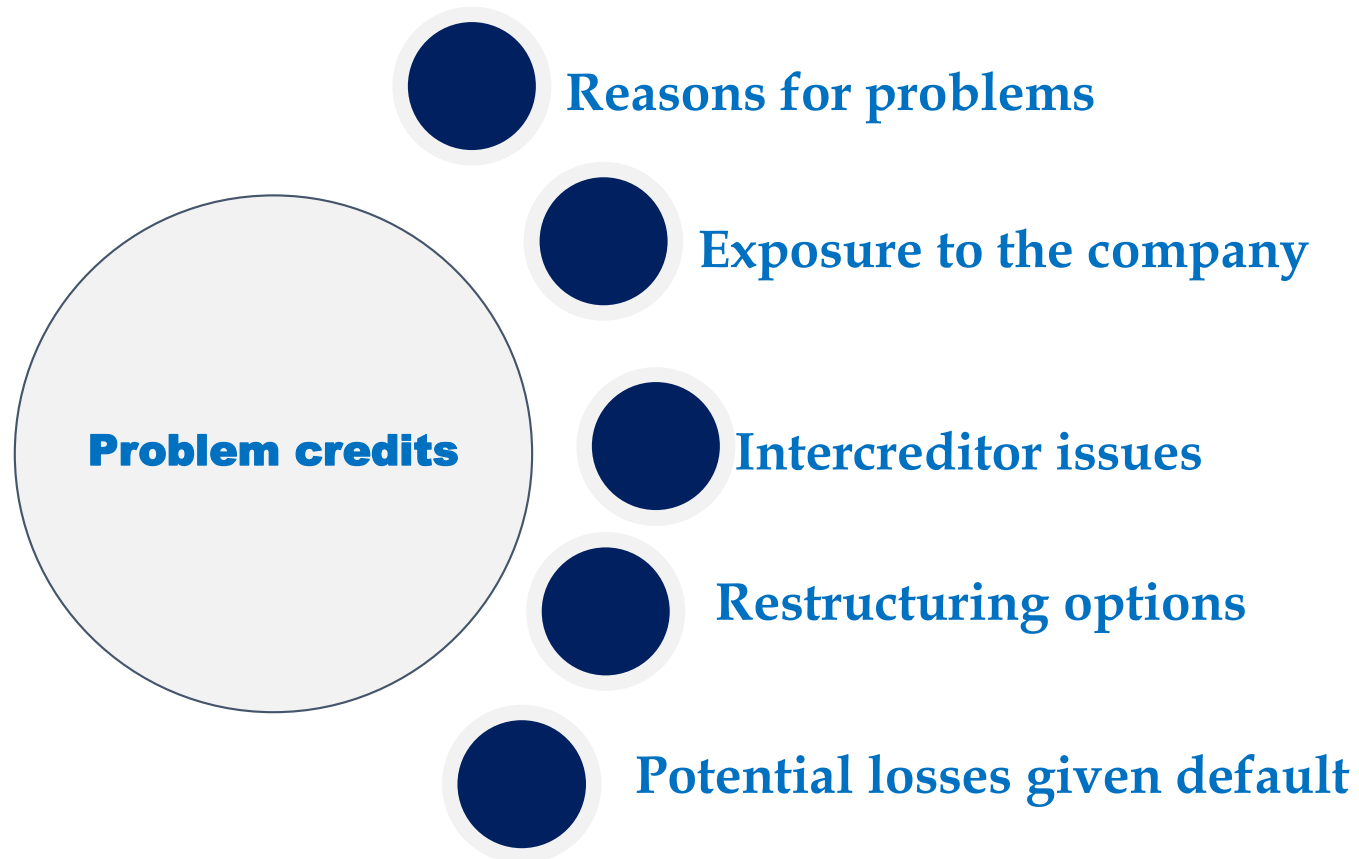 Reasons for problems
Exposure to the company
Problem credits
Intercreditor issues
Restructuring options
Potential losses given default